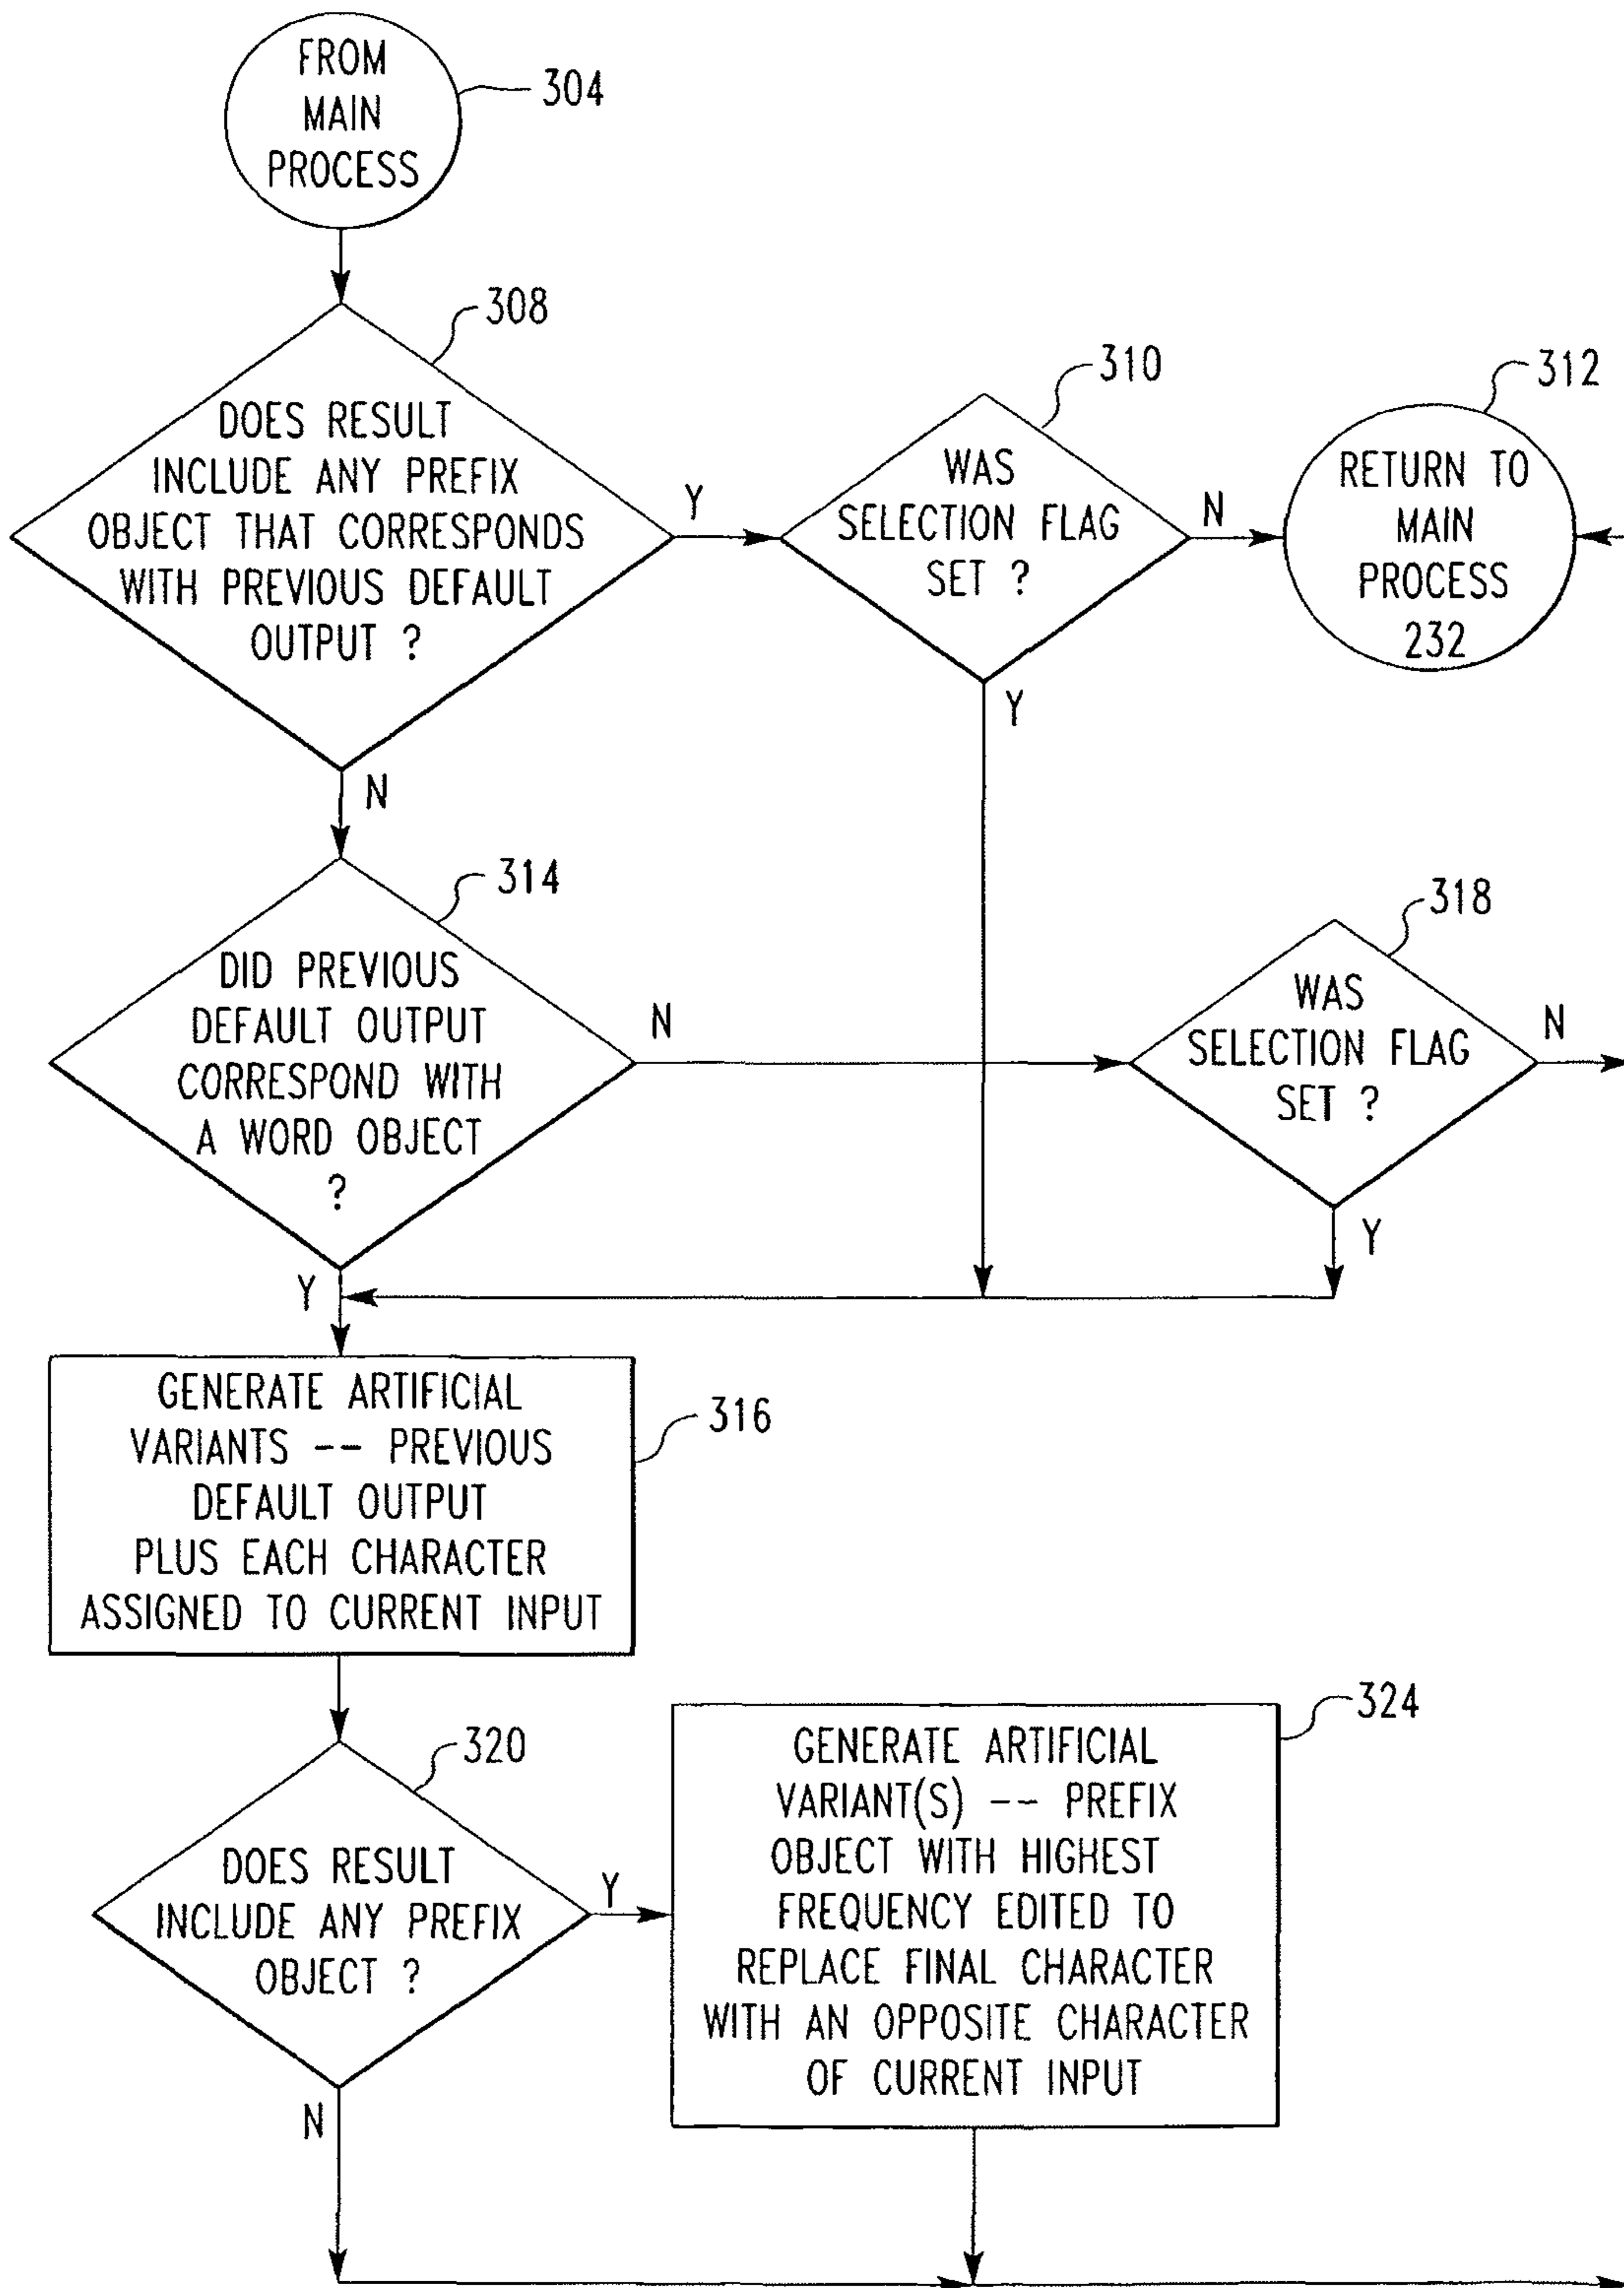 FROM
MAIN
PROCESS
304
308
DOES RESULT
INCLUDE ANY PREFIX
OBJECT THAT CORRESPONDS
WITH PREVIOUS DEFAULT
OUTPUT ?
Y
N
310
WAS
SELECTION FLAG
SET ?
N
Y
312
RETURN TO
MAIN
PROCESS
232
314
DID PREVIOUS
DEFAULT OUTPUT
CORRESPOND WITH
A WORD OBJECT
?
N
Y
318
WAS
SELECTION FLAG
SET ?
N
Y
GENERATE ARTIFICIAL
VARIANTS -- PREVIOUS
DEFAULT OUTPUT
PLUS EACH CHARACTER
ASSIGNED TO CURRENT INPUT
316
320
DOES RESULT
INCLUDE ANY PREFIX
OBJECT ?
Y
N
324
GENERATE ARTIFICIAL
VARIANT(S) -- PREFIX
OBJECT WITH HIGHEST
FREQUENCY EDITED TO
REPLACE FINAL CHARACTER
WITH AN OPPOSITE CHARACTER
OF CURRENT INPUT